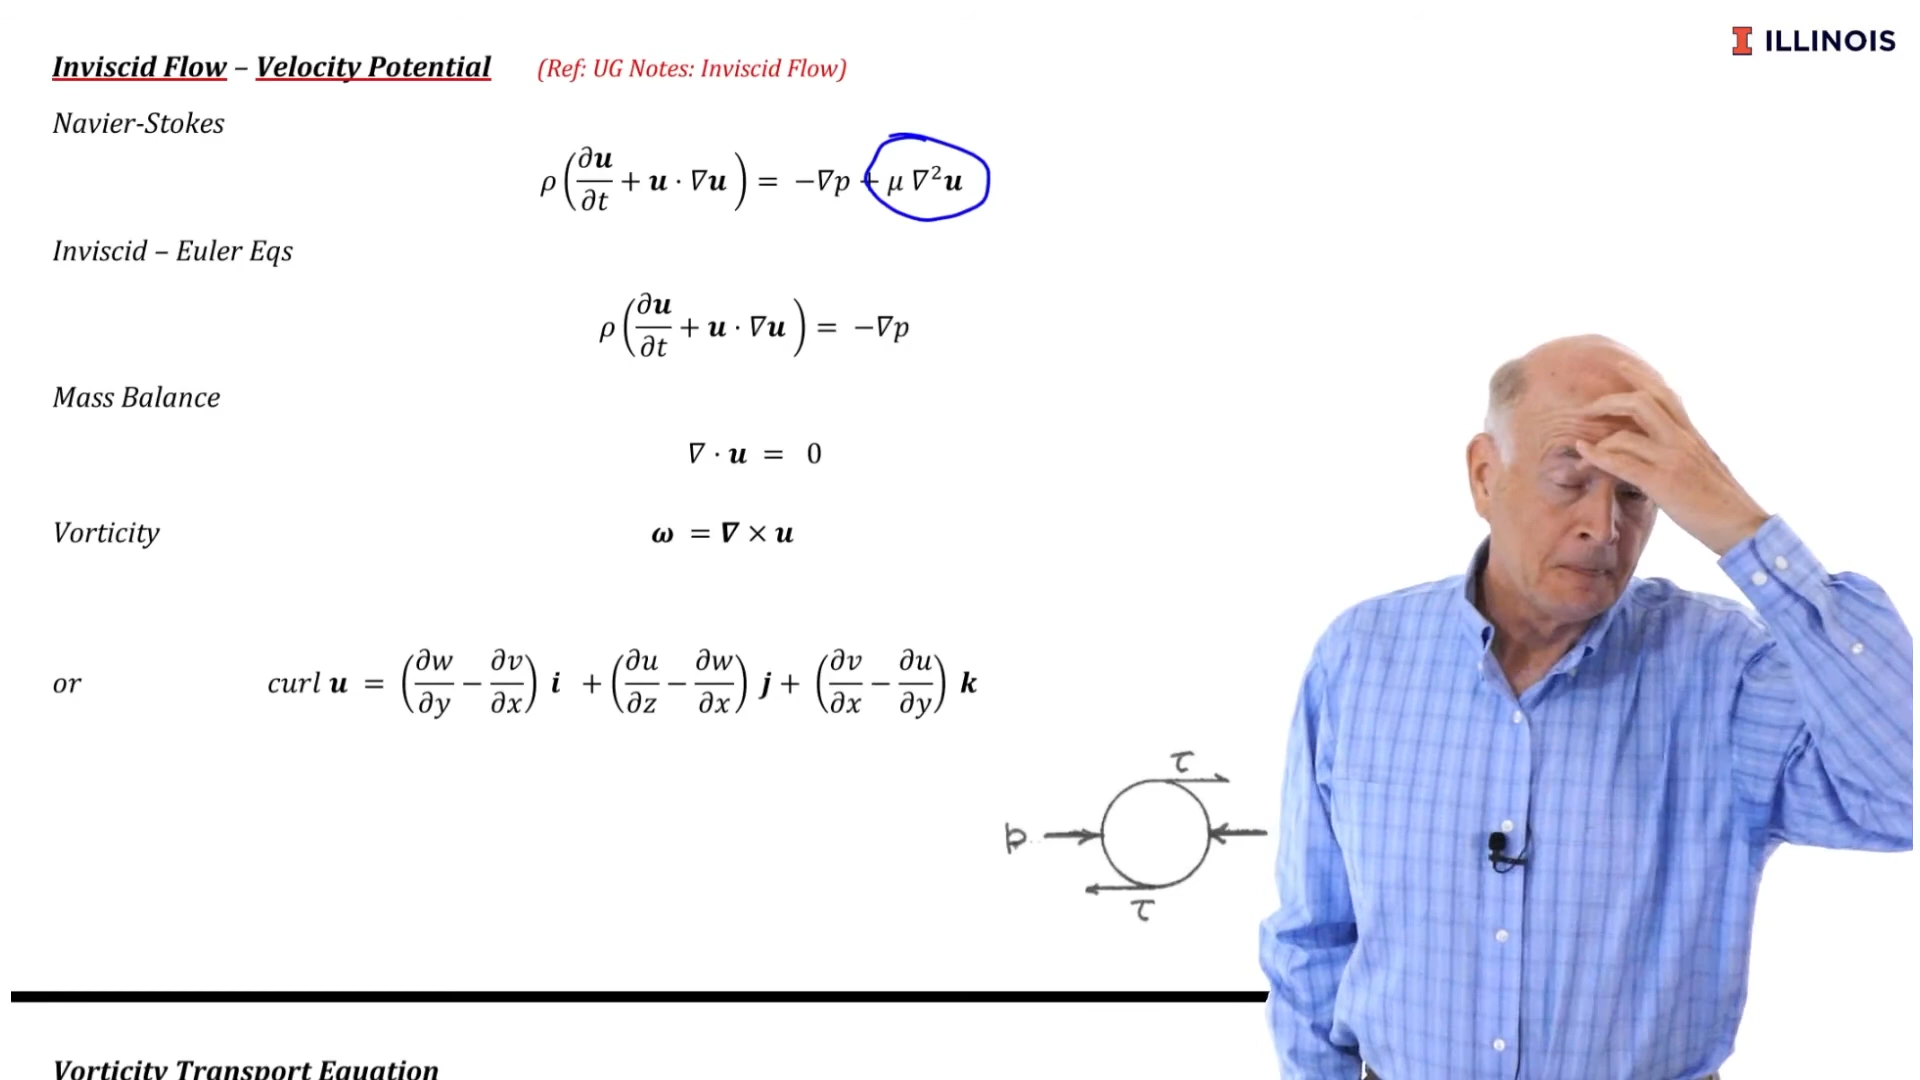 ILLINOIS
Inviscid Flow – Velocity Potential (Ref: UG Notes: Inviscid Flow)
Navier-Stokes
ρ(∂u/∂t + u · ∇u) = −∇p + μ ∇²u
Inviscid – Euler Eqs
ρ(∂u/∂t + u · ∇u) = −∇p
Mass Balance
∇ · u = 0
Vorticity ω = ∇ × u
or curl u = (∂w/∂y − ∂v/∂x) i + (∂u/∂z − ∂w/∂x) j + (∂v/∂x − ∂u/∂y) k
τ
p
τ
Vorticity Transport Equation